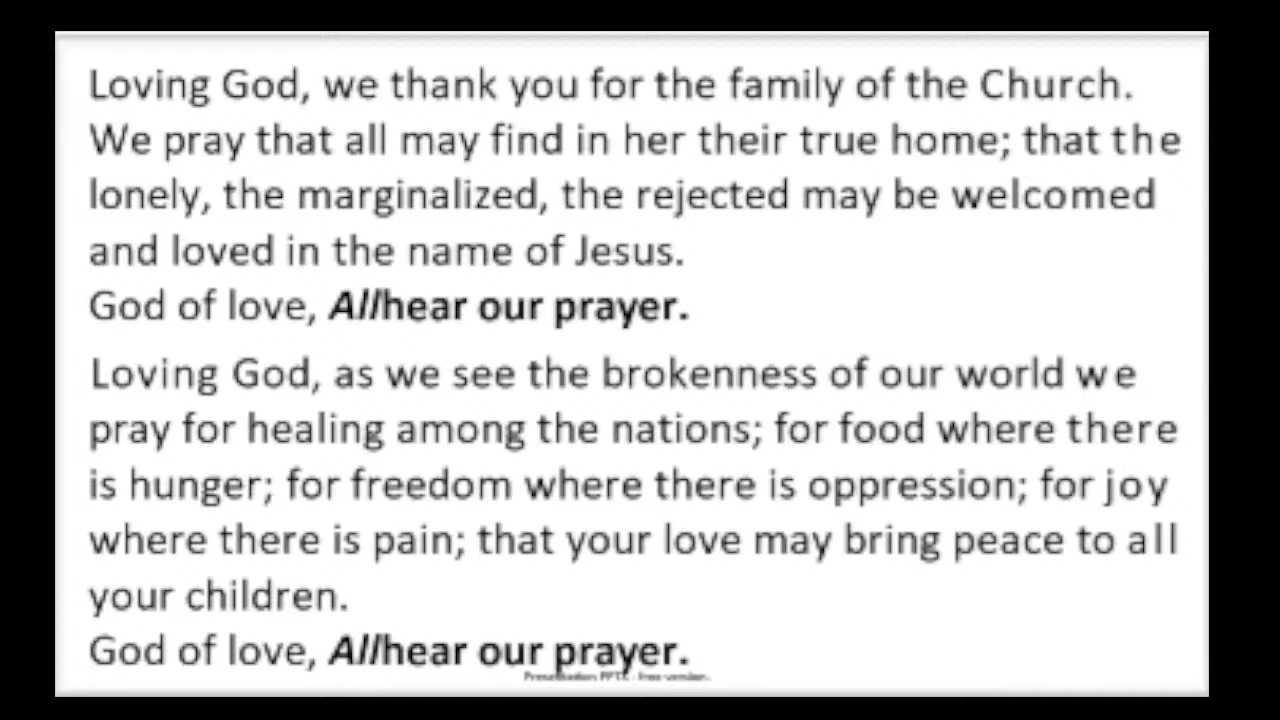 Loving God, we thank you for the family of the Church.
We pray that all may find in her their true home; that the
lonely, the marginalized, the rejected may be welcomed
and loved in the name of Jesus.
God of love, Allhear our prayer.
Loving God, as we see the brokenness of our world we
pray for healing among the nations; for food where there
is hunger; for freedom where there is oppression; for joy
where there is pain; that your love may bring peace to all
your children.
God of love, Allhear our prayer.
free version.